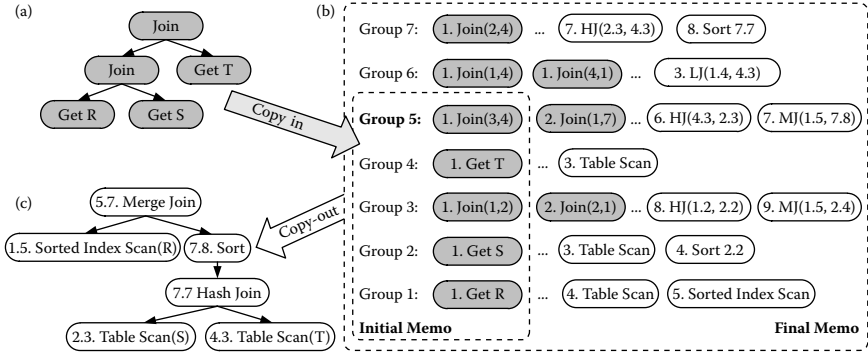 (a)
Join
Join
Get T
Get R
Get S
Copy in
(b)
Group 7: 1. Join(2,4) ... 7. HJ(2.3, 4.3) 8. Sort 7.7
Group 6: 1. Join(1,4) 1. Join(4,1) ... 3. LJ(1.4, 4.3)
Group 5: 1. Join(3,4) 2. Join(1,7) ... 6. HJ(4.3, 2.3) 7. MJ(1.5, 7.8)
Group 4: 1. Get T ... 3. Table Scan
Group 3: 1. Join(1,2) 2. Join(2,1) ... 8. HJ(1.2, 2.2) 9. MJ(1.5, 2.4)
Group 2: 1. Get S ... 3. Table Scan 4. Sort 2.2
Group 1: 1. Get R ... 4. Table Scan 5. Sorted Index Scan
Initial Memo Final Memo
Copy-out
(c)
5.7. Merge Join
1.5. Sorted Index Scan(R) 7.8. Sort
7.7 Hash Join
2.3. Table Scan(S) 4.3. Table Scan(T)